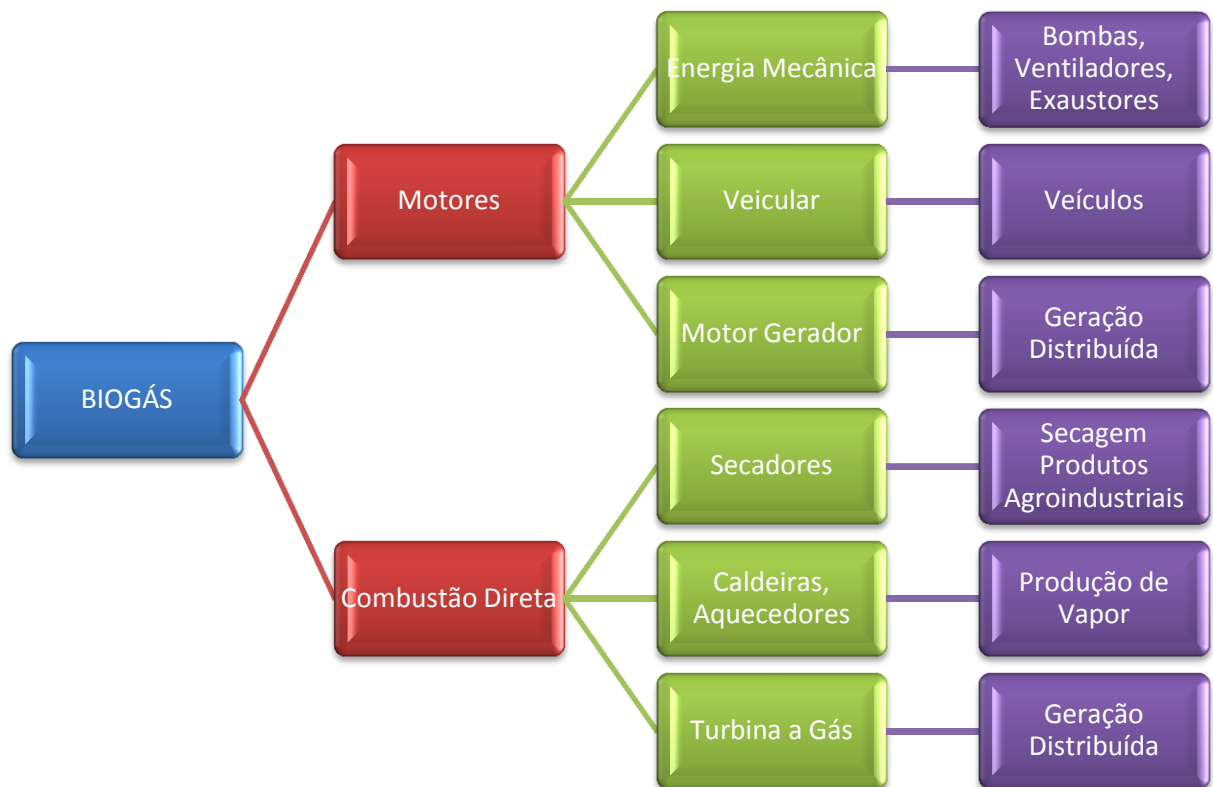 Energia Mecânica
Bombas,
Ventiladores,
Exaustores
Motores
Veicular
Veículos
Motor Gerador
Geração
Distribuída
BIOGÁS
Secadores
Secagem
Produtos
Agroindustriais
Combustão Direta
Caldeiras,
Aquecedores
Produção de
Vapor
Turbina a Gás
Geração
Distribuída